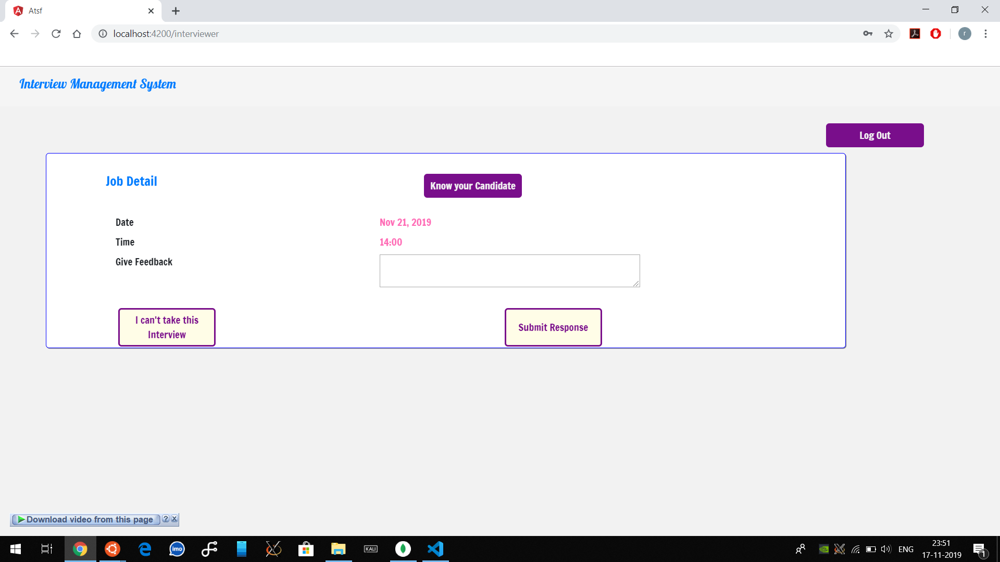 Atsf
localhost:4200/interviewer
r
Interview Management System
Log Out
Job Detail
Know your Candidate
Date
Nov 21, 2019
Time
14:00
Give Feedback
I can't take this
Interview
Submit Response
Download video from this page
?
imo
KALI
ENG
23:51
17-11-2019
1